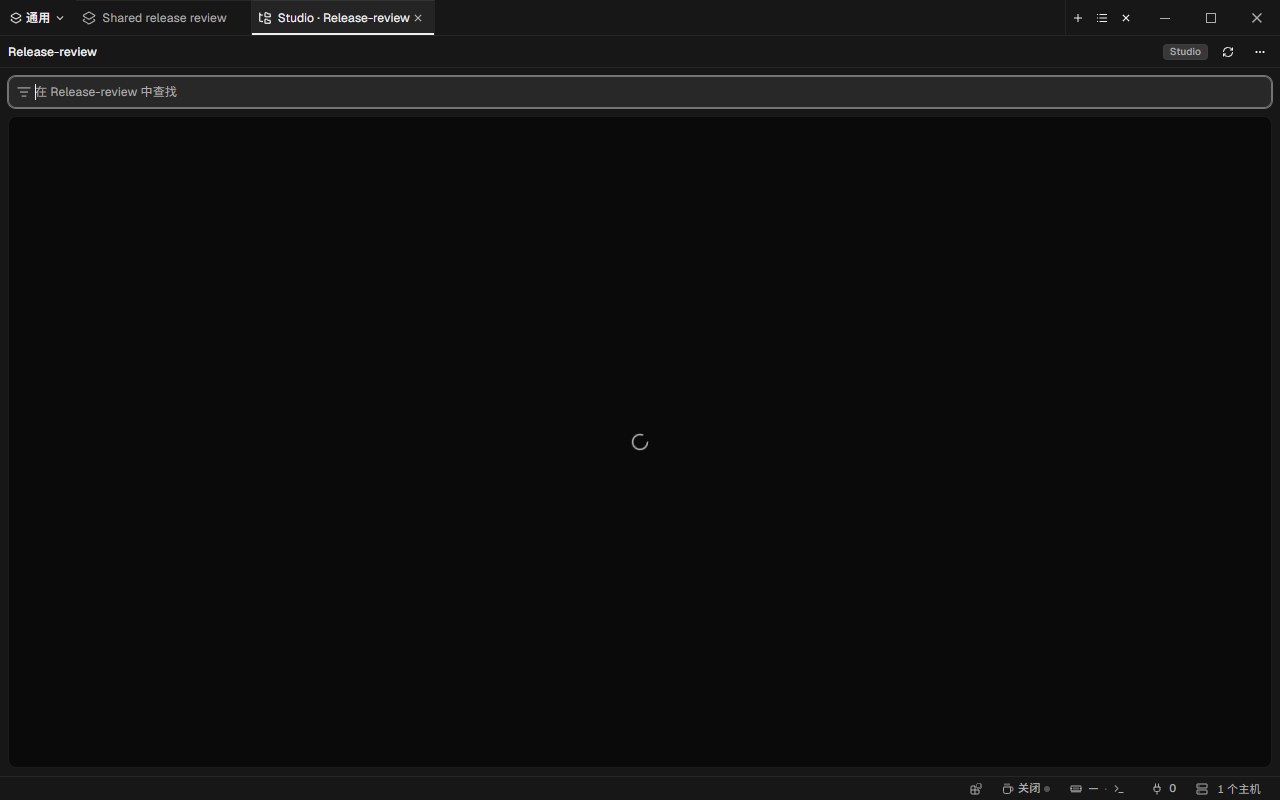 通用
Shared release review
Studio · Release-review
Release-review
Studio
在 Release-review 中查找
关闭
0
1 个主机